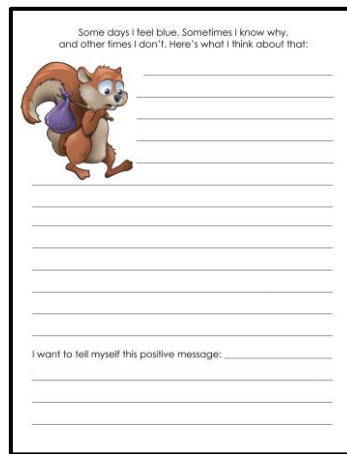 Some days I feel blue. Sometimes I know why,
and other times I don't. Here's what I think about that:
I want to tell myself this positive message: